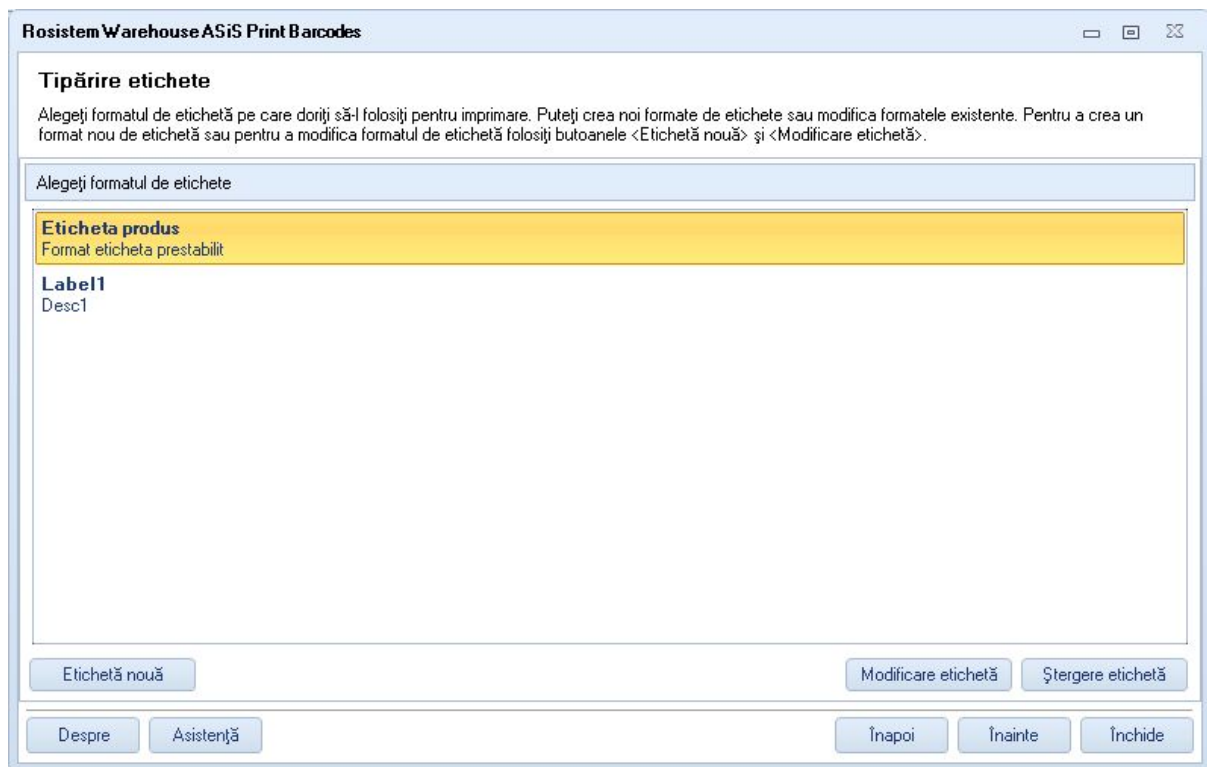 Rosistem Warehouse ASiS Print Barcodes
Tipărire etichete
Alegeţi formatul de etichetă pe care doriţi să-l folosiţi pentru imprimare. Puteţi crea noi formate de etichete sau modifica formatele existente. Pentru a crea un
format nou de etichetă sau pentru a modifica formatul de etichetă folosiţi butoanele <Etichetă nouă> şi <Modificare etichetă>.
Alegeţi formatul de etichete
Eticheta produs
Format eticheta prestabilit
Label1
Desc1
Etichetă nouă Modificare etichetă Ştergere etichetă
Despre Asistenţă Înapoi Înainte Închide